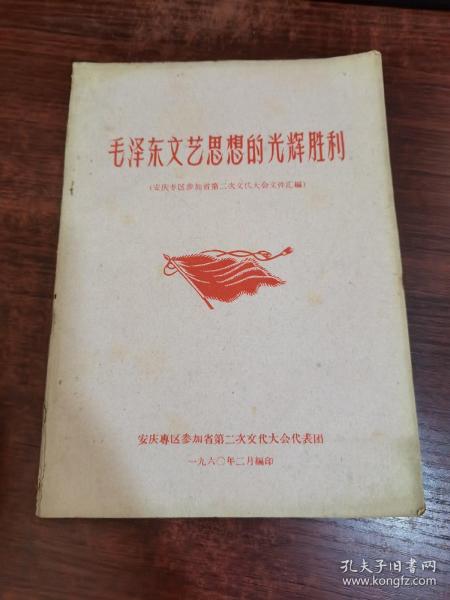 毛泽东文艺思想的光辉胜利
(安庆专区参加省第二次文代大会文件汇编)
安庆專区参加省第二次文代大会代表团
一九六〇年二月編印
孔夫子旧书网
www.kongfz.com